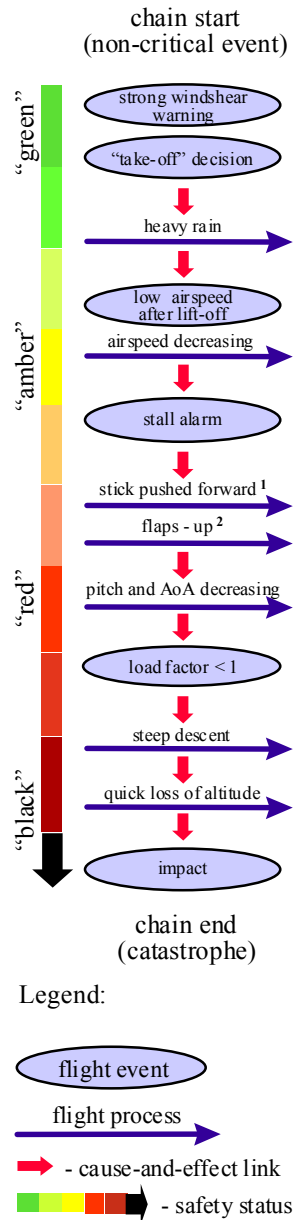 chain start
(non-critical event)
“green”
strong windshear
warning
“take-off” decision
heavy rain
low airspeed
after lift-off
“amber”
airspeed decreasing
stall alarm
stick pushed forward 1
flaps - up 2
“red”
pitch and AoA decreasing
load factor < 1
steep descent
“black”
quick loss of altitude
impact
chain end
(catastrophe)
Legend:
flight event
flight process
- cause-and-effect link
- safety status